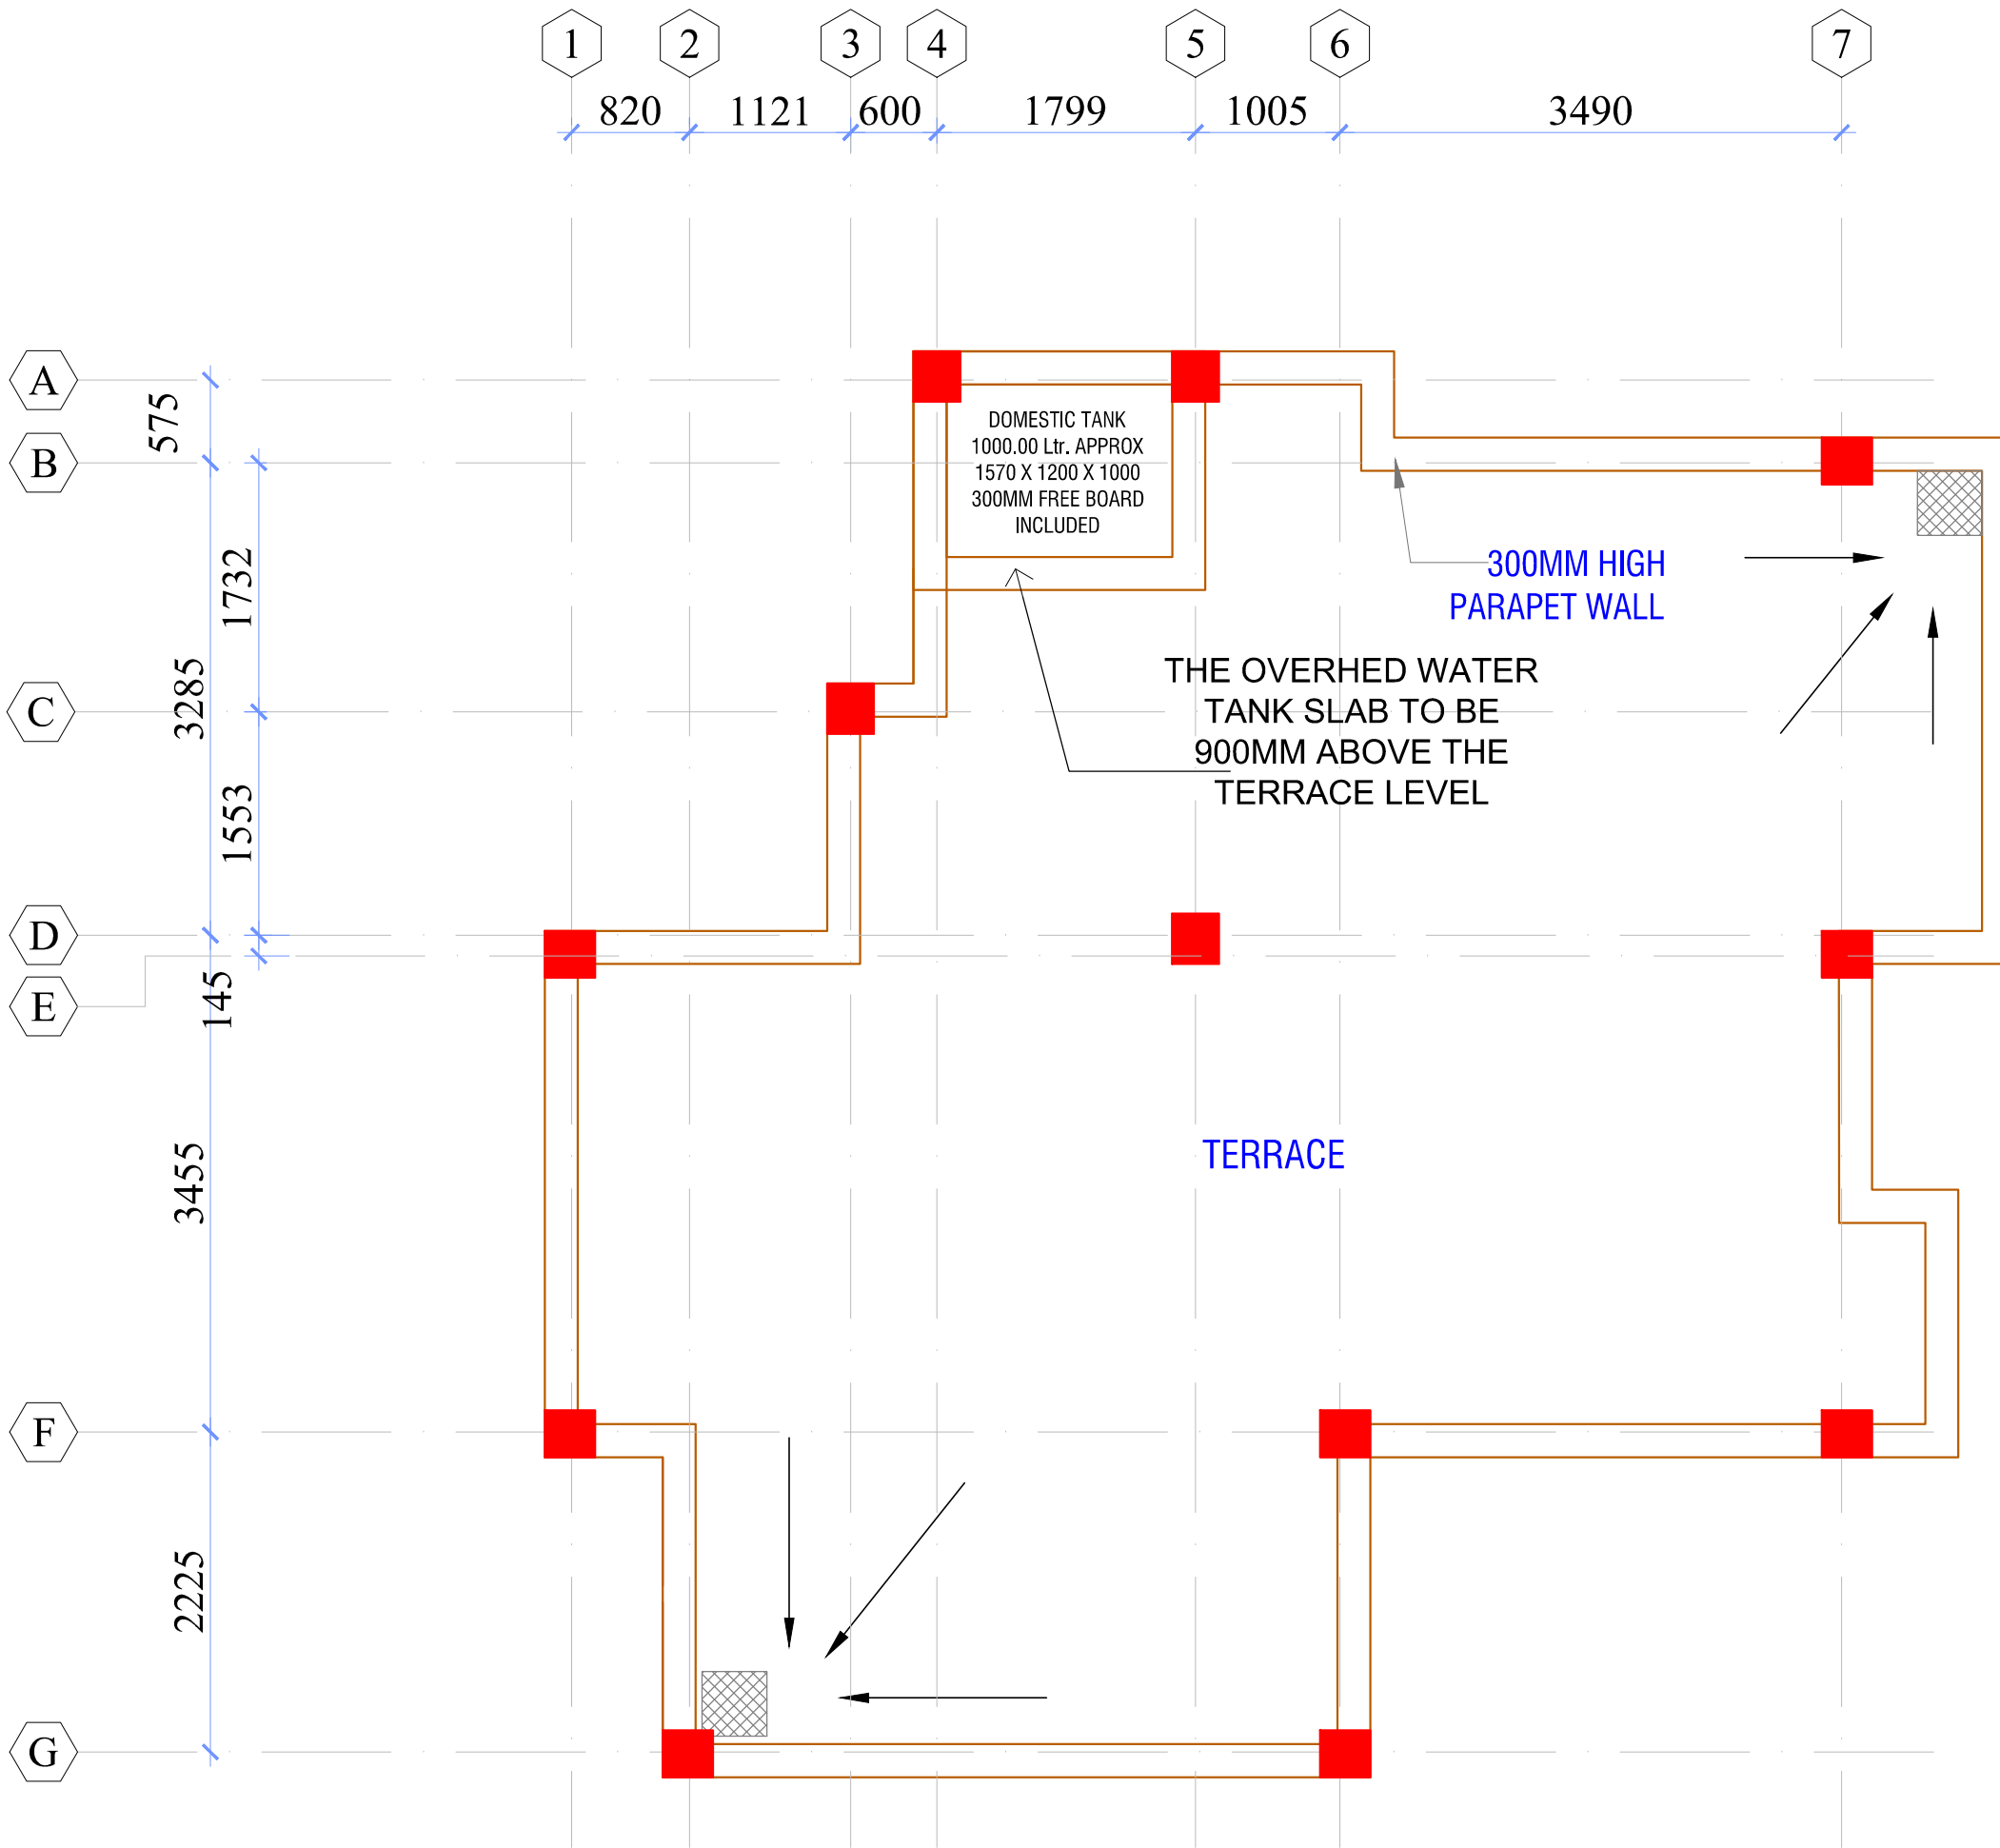 1 2 3 4 5 6 7
820 1121 600 1799 1005 3490
A
575
B
DOMESTIC TANK
1000.00 Ltr. APPROX
1570 X 1200 X 1000
300MM FREE BOARD
INCLUDED
300MM HIGH
PARAPET WALL
1732
3285
C
THE OVERHED WATER
TANK SLAB TO BE
900MM ABOVE THE
TERRACE LEVEL
1553
D
E
145
TERRACE
3455
F
2225
G